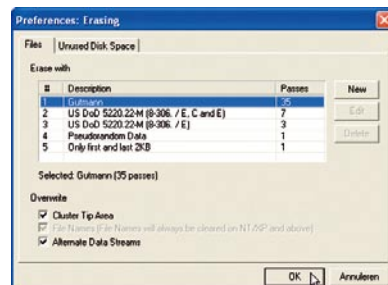 Preferences: Erasing
Files Unused Disk Space
Erase with
# Description Passes
1 Gutmann 35
2 US DoD 5220.22-M (8-306. / E, C and E) 7
3 US DoD 5220.22-M (8-306. / E) 3
4 Pseudorandom Data 1
5 Only first and last 2KB 1
New
Edit
Delete
Selected: Gutmann (35 passes)
Overwrite
Cluster Tip Area
File Names (File Names will always be cleared on NT/XP and above)
Alternate Data Streams
OK Annuleren